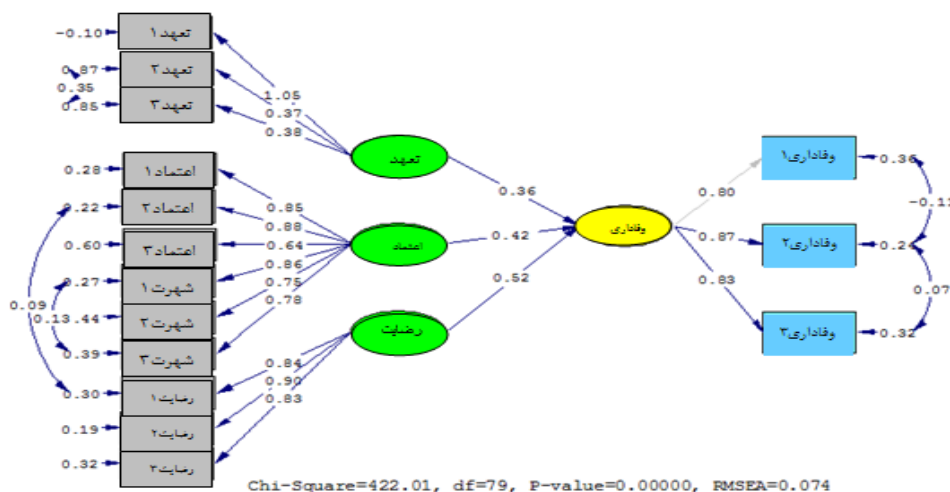 -0.10 تعهد۱
0.87 تعهد۲
0.35
0.85 تعهد۳
1.05
0.37
0.38
تعهد
0.28 اعتماد۱
0.22 اعتماد۲
0.60 اعتماد۳
0.27 شهرت۱
0.44 شهرت۲
0.39 شهرت۳
0.09
0.13
0.85
0.88
0.64
0.86
0.75
0.78
اعتماد
0.30 رضایت۱
0.19 رضایت۲
0.32 رضایت۳
0.84
0.90
0.83
رضایت
0.36
0.42
0.52
وفاداری
0.80
0.87
0.83
وفاداری۱ 0.36
وفاداری2 0.24
وفاداری۳ 0.32
-0.11
0.07
Chi-Square=422.01, df=79, P-value=0.00000, RMSEA=0.074